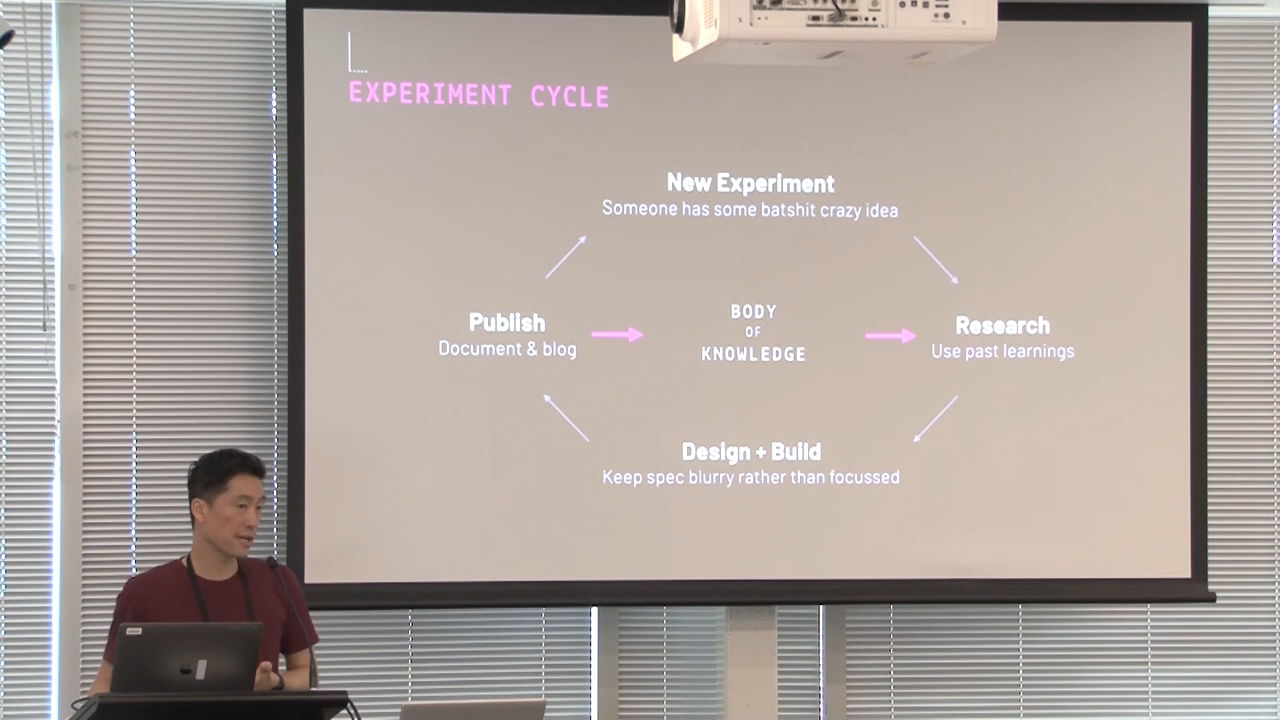 EXPERIMENT CYCLE
New Experiment
Someone has some batshit crazy idea
Publish
Document & blog
BODY
OF
KNOWLEDGE
Research
Use past learnings
Design + Build
Keep spec blurry rather than focussed